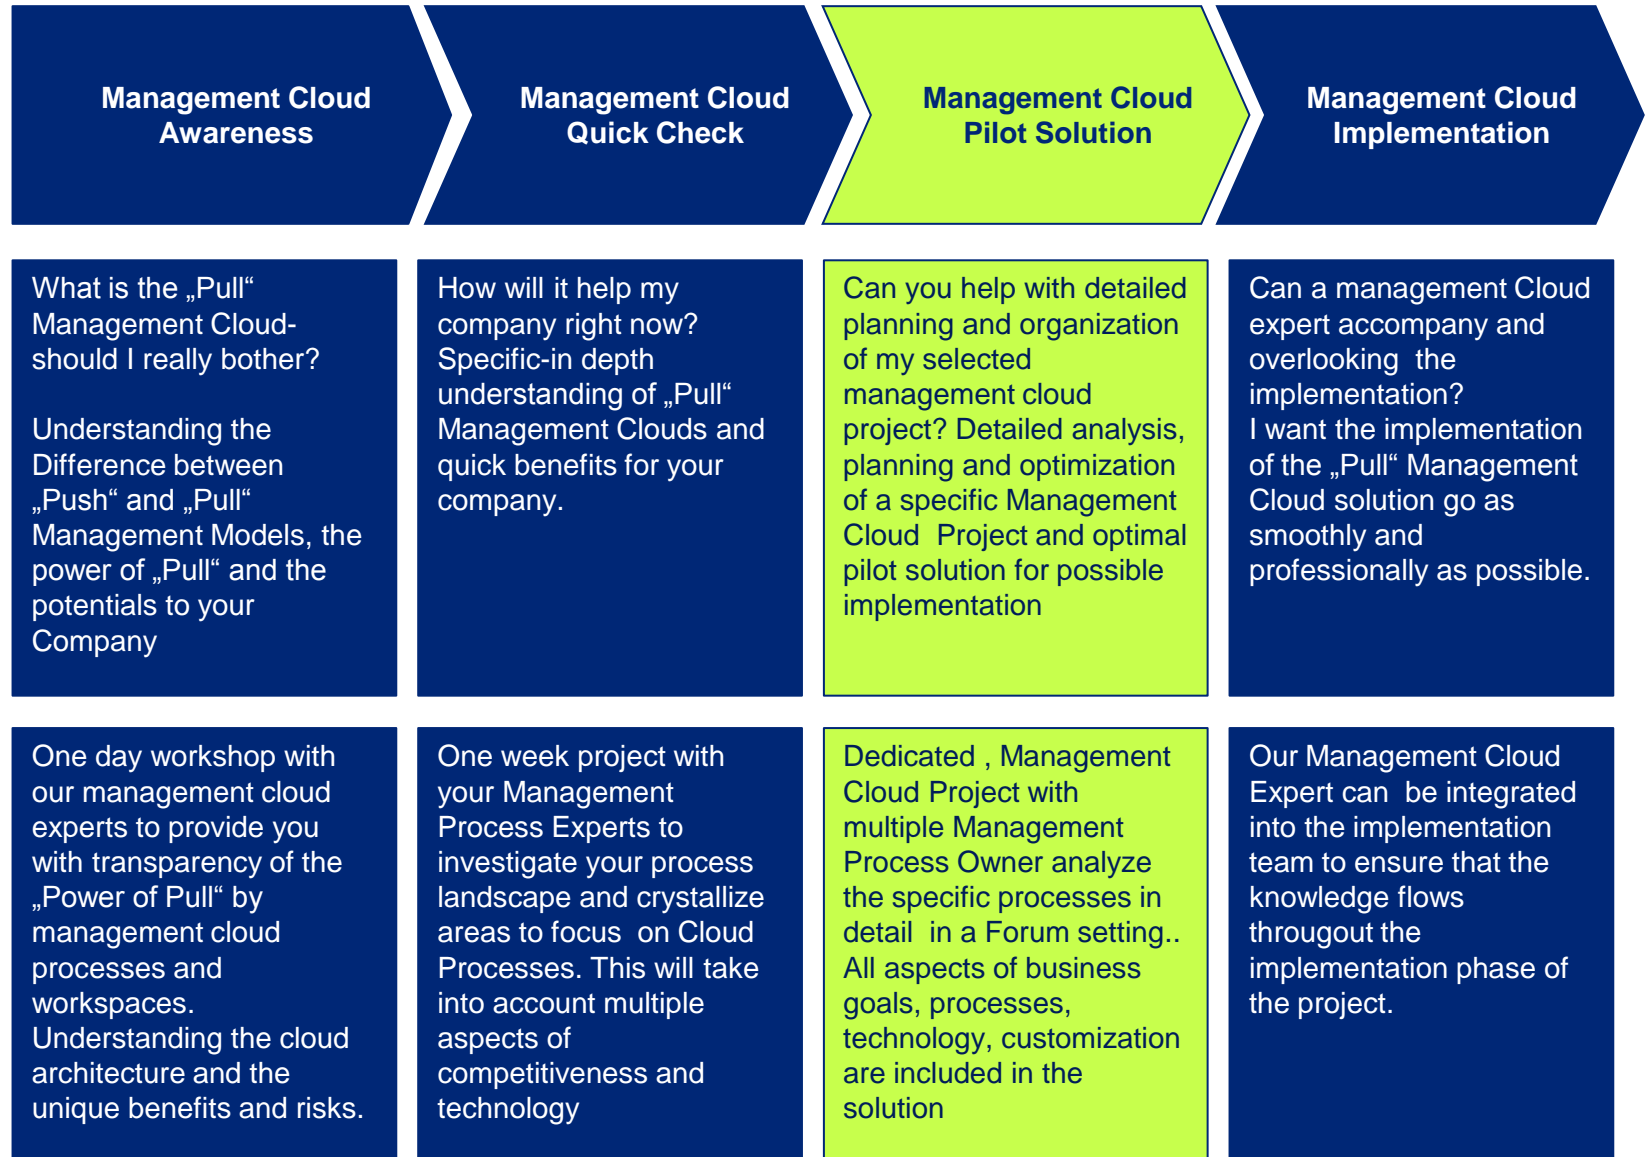 Management Cloud
Awareness
Management Cloud
Quick Check
Management Cloud
Pilot Solution
Management Cloud
Implementation
What is the „Pull“
Management Cloud-
should I really bother?
Understanding the
Difference between
„Push“ and „Pull“
Management Models, the
power of „Pull“ and the
potentials to your
Company
How will it help my
company right now?
Specific-in depth
understanding of „Pull“
Management Clouds and
quick benefits for your
company.
Can you help with detailed
planning and organization
of my selected
management cloud
project? Detailed analysis,
planning and optimization
of a specific Management
Cloud  Project and optimal
pilot solution for possible
implementation
Can a management Cloud
expert accompany and
overlooking  the
implementation?
I want the implementation
of the „Pull“ Management
Cloud solution go as
smoothly and
professionally as possible.
One day workshop with
our management cloud
experts to provide you
with transparency of the
„Power of Pull“ by
management cloud
processes and
workspaces.
Understanding the cloud
architecture and the
unique benefits and risks.
One week project with
your Management
Process Experts to
investigate your process
landscape and crystallize
areas to focus  on Cloud
Processes. This will take
into account multiple
aspects of
competitiveness and
technology
Dedicated , Management
Cloud Project with
multiple Management
Process Owner analyze
the specific processes in
detail  in a Forum setting..
All aspects of business
goals, processes,
technology, customization
are included in the
solution
Our Management Cloud
Expert can  be integrated
into the implementation
team to ensure that the
knowledge flows
througout the
implementation phase of
the project.